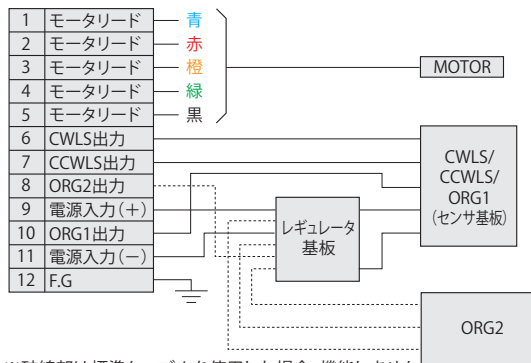 1 モータリード 青
2 モータリード 赤
3 モータリード 橙
4 モータリード 緑
5 モータリード 黒
6 CWLS出力
7 CCWLS出力
8 ORG2出力
9 電源入力(+)
10 ORG1出力
11 電源入力(−)
12 F.G
MOTOR
CWLS/
CCWLS/
ORG1
(センサ基板)
レギュレータ
基板
ORG2